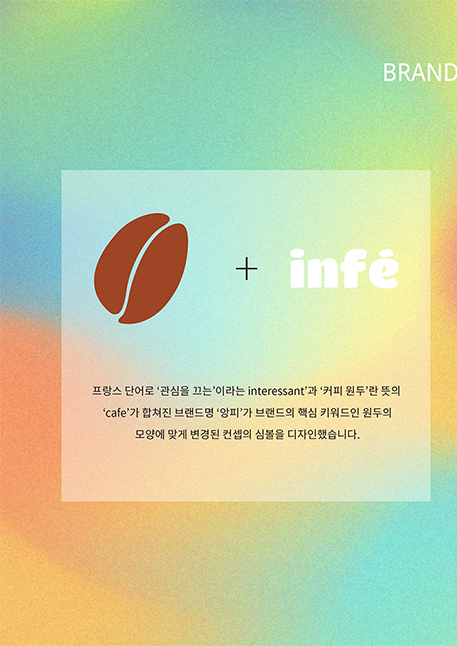 BRAND
infé
프랑스 단어로 ‘관심을 끄는’이라는 interessant’과 ‘커피 원두’란 뜻의
‘cafe’가 합쳐진 브랜드명 ‘앙피’가 브랜드의 핵심 키워드인 원두의
모양에 맞게 변경된 컨셉의 심볼을 디자인했습니다.